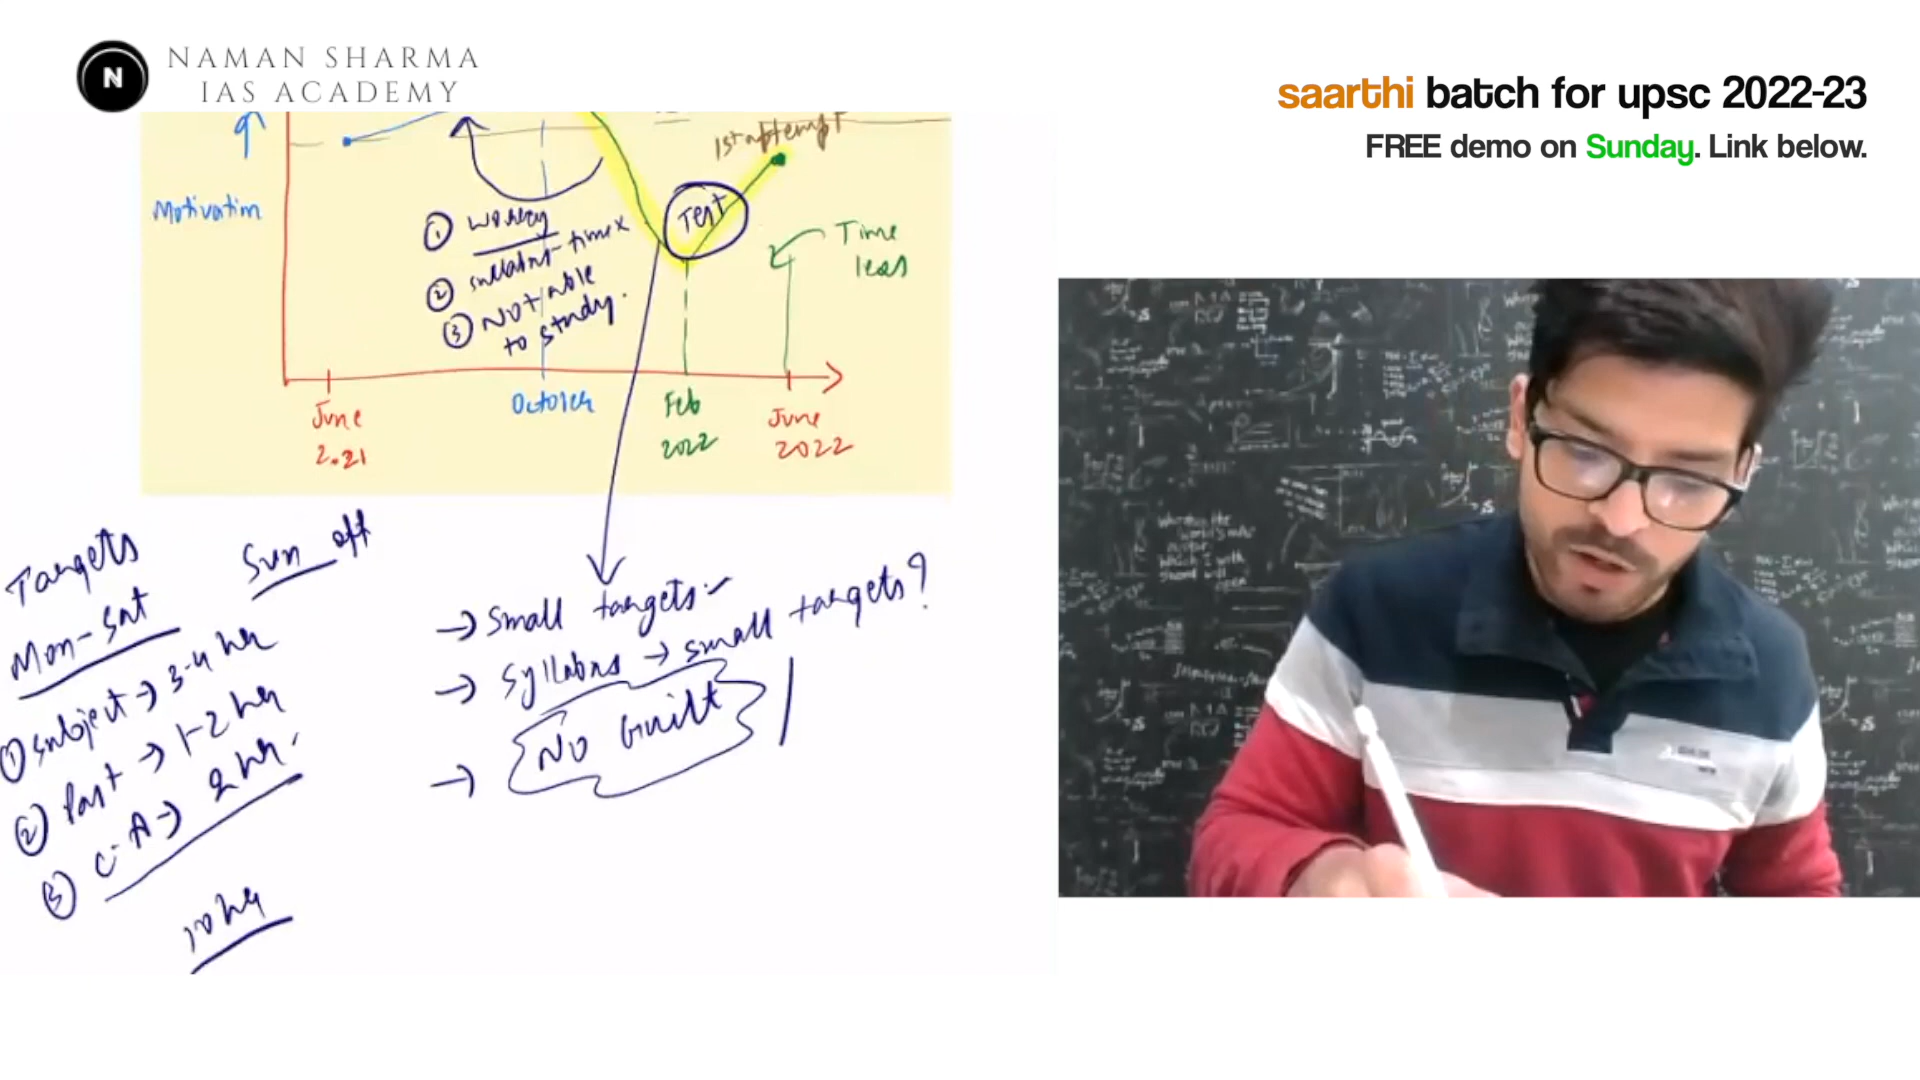 N
NAMAN SHARMA
IAS ACADEMY
saarthi batch for upsc 2022-23
FREE demo on Sunday. Link below.
1st attempt
Motivation
Test
Time
less
① worry
② syllabus-time x
③ Not able
to study.
June
2021
October
Feb
2022
June
2022
Targets
Sun off
Mon-Sat
① subject → 3-4 hr
② Past → 1-2 hr
③ C.A → 2 hr.
10 hr
→ Small targets
→ syllabus → small targets?
→ No Guilt